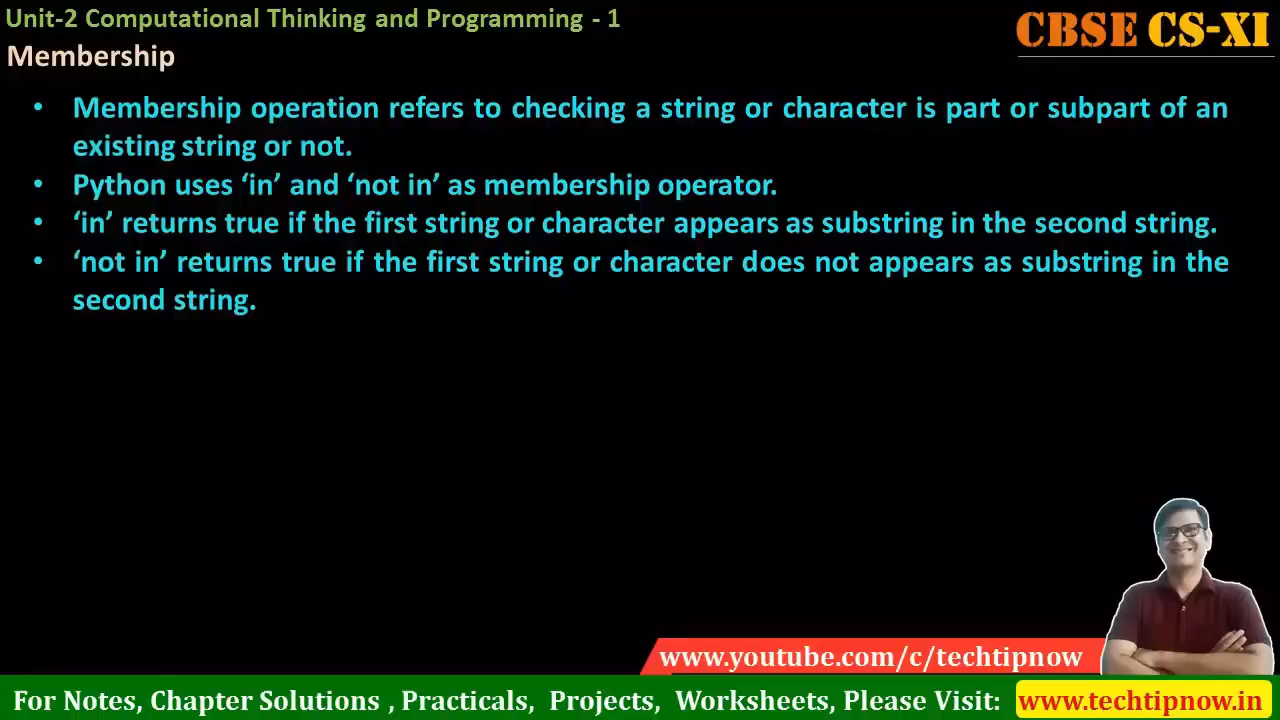 Unit-2 Computational Thinking and Programming - 1
CBSE CS-XI
Membership
• Membership operation refers to checking a string or character is part or subpart of an
existing string or not.
• Python uses ‘in’ and ‘not in’ as membership operator.
• ‘in’ returns true if the first string or character appears as substring in the second string.
• ‘not in’ returns true if the first string or character does not appears as substring in the
second string.
www.youtube.com/c/techtipnow
For Notes, Chapter Solutions , Practicals, Projects, Worksheets, Please Visit: www.techtipnow.in